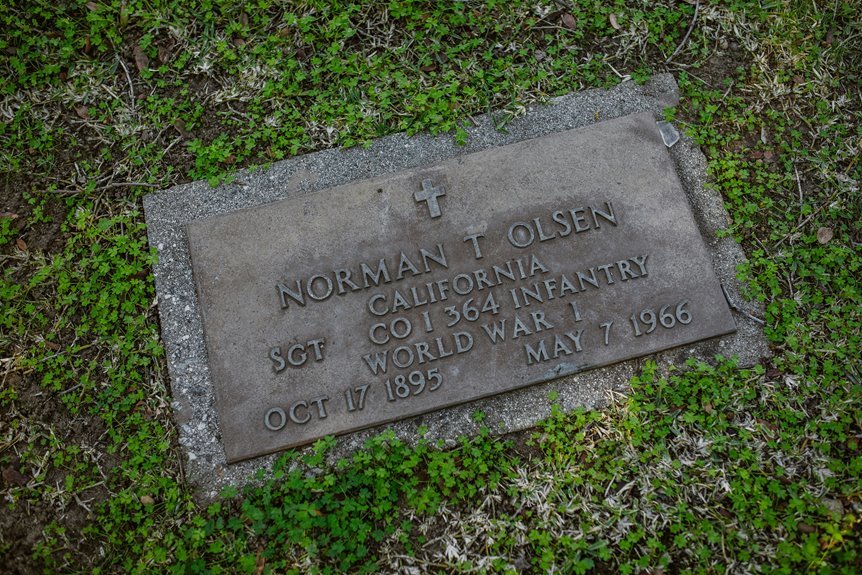 NORMAN T OLSEN
CALIFORNIA
SGT CO I 364 INFANTRY
WORLD WAR I
OCT 17 1895 MAY 7 1966